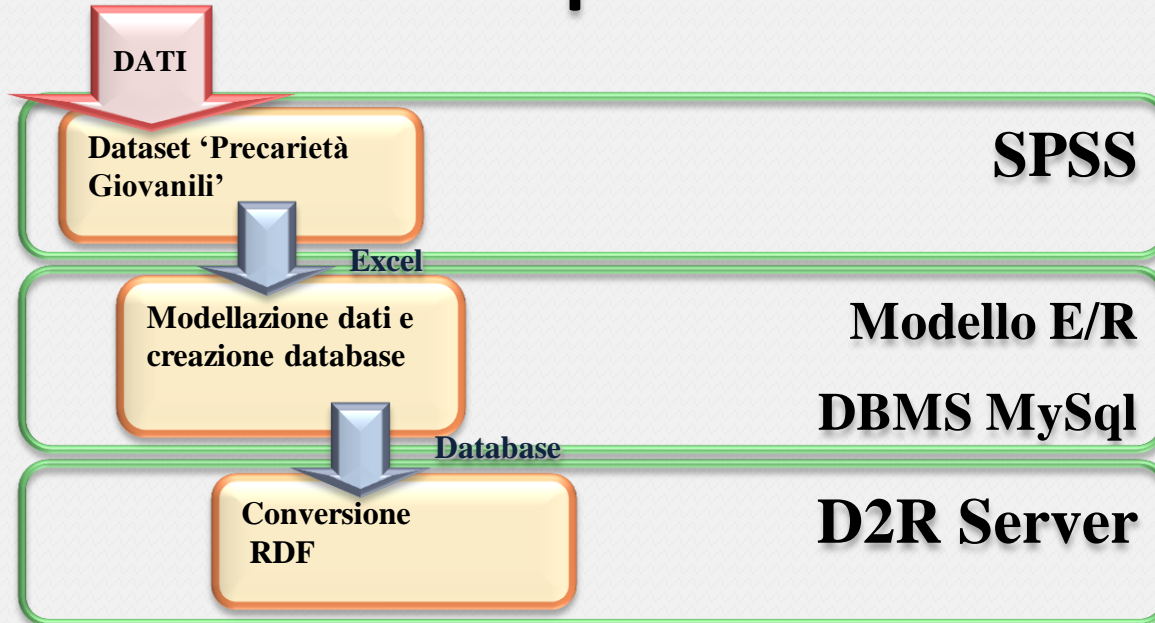 DATI
Dataset ‘Precarietà
Giovanili’
SPSS
Excel
Modellazione dati e
creazione database
Modello E/R
DBMS MySql
Database
Conversione
RDF
D2R Server